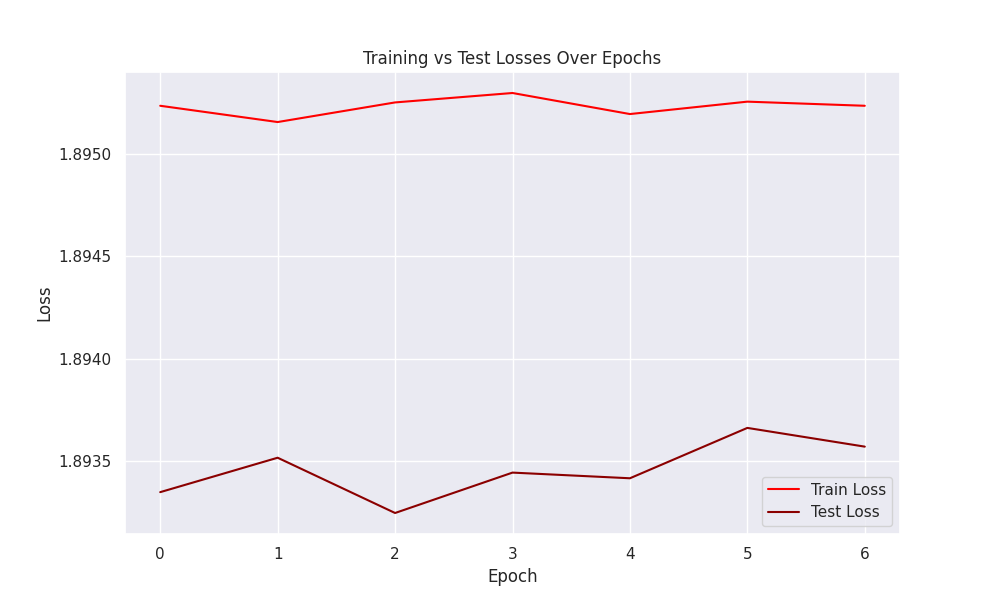 Training vs Test Losses Over Epochs
1.8950
1.8945
1.8940
1.8935
Loss
Train Loss
Test Loss
0 1 2 3 4 5 6
Epoch